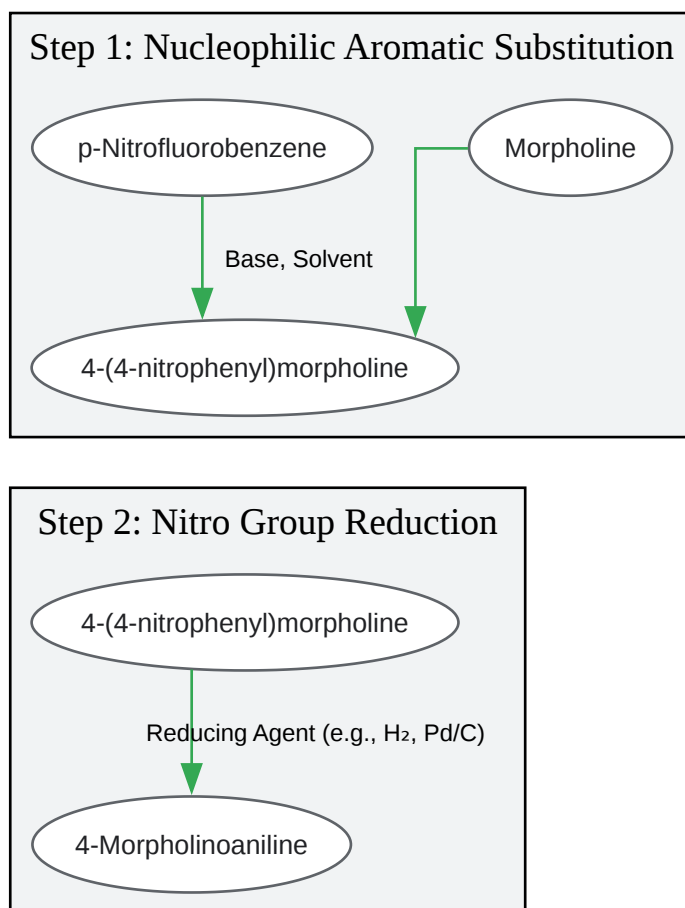 Step 1: Nucleophilic Aromatic Substitution
p-Nitrofluorobenzene
Morpholine
Base, Solvent
4-(4-nitrophenyl)morpholine
Step 2: Nitro Group Reduction
4-(4-nitrophenyl)morpholine
Reducing Agent (e.g., H₂, Pd/C)
4-Morpholinoaniline